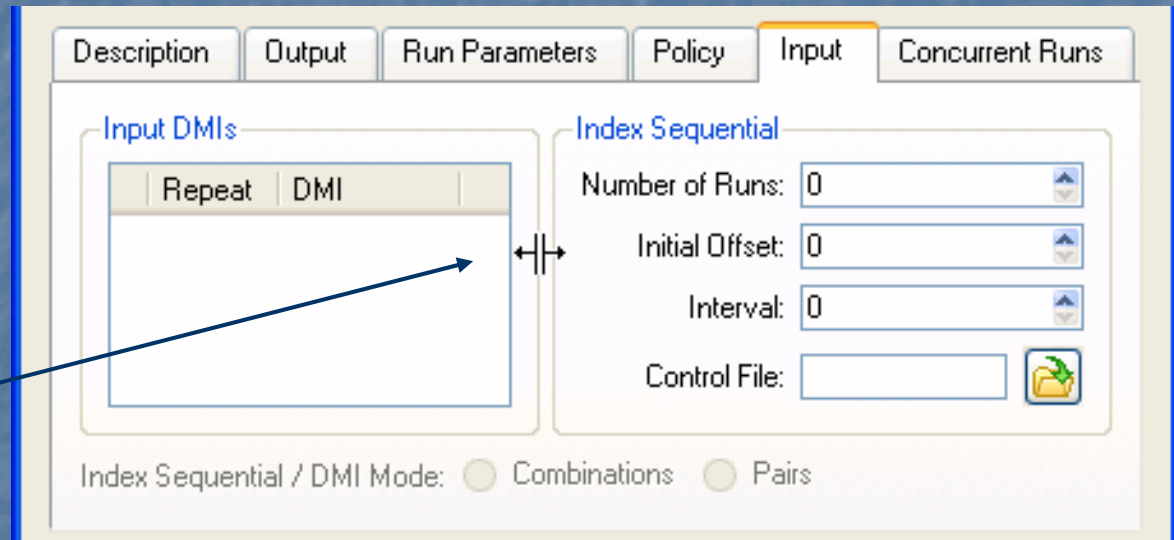 Description Output Run Parameters Policy Input Concurrent Runs
Input DMIs
Repeat DMI
Index Sequential
Number of Runs: 0
Initial Offset: 0
Interval: 0
Control File:
Index Sequential / DMI Mode: Combinations Pairs